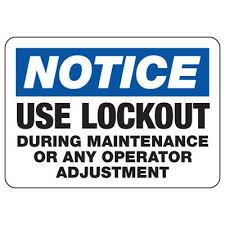 NOTICE
USE LOCKOUT
DURING MAINTENANCE
OR ANY OPERATOR
ADJUSTMENT